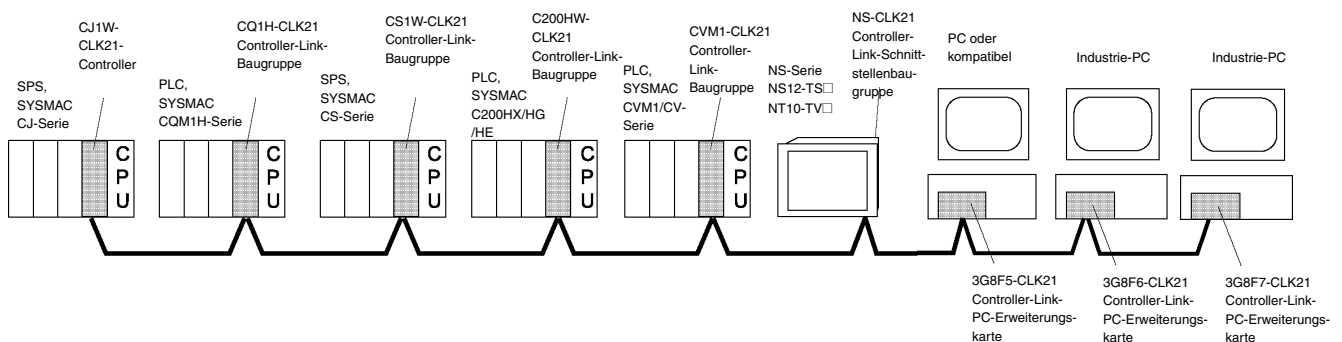 CJ1W-
CLK21-
Controller
SPS,
SYSMAC
CJ-Serie
C
P
U
CQ1H-CLK21
Controller-Link-
Baugruppe
PLC,
SYSMAC
CQM1H-Serie
C
P
U
CS1W-CLK21
Controller-Link-
Baugruppe
SPS,
SYSMAC
CS-Serie
C
P
U
C200HW-
CLK21
Controller-Link-
Baugruppe
PLC,
SYSMAC
C200HX/HG
/HE
C
P
U
CVM1-CLK21
Controller-
Link-
Baugruppe
PLC,
SYSMAC
CVM1/CV-
Serie
C
P
U
NS-CLK21
Controller-
Link-Schnitt-
stellenbau-
gruppe
NS-Serie
NS12-TS□
NT10-TV□
PC oder
kompatibel
Industrie-PC
Industrie-PC
3G8F5-CLK21
Controller-Link-
PC-Erweiterungs-
karte
3G8F6-CLK21
Controller-Link-
PC-Erweiterungs-
karte
3G8F7-CLK21
Controller-Link-
PC-Erweiterungs-
karte